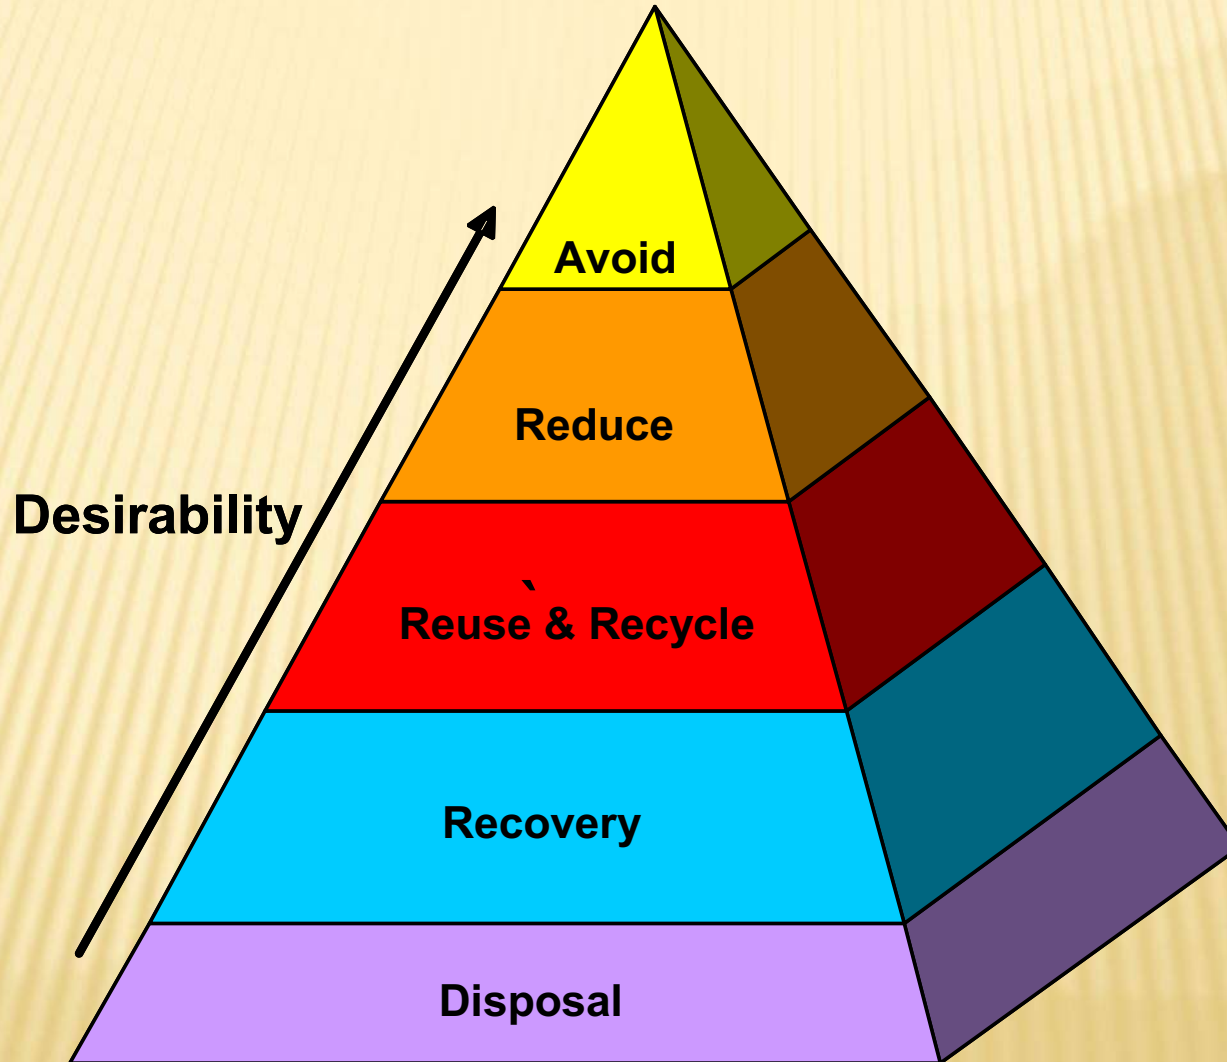 Avoid
Reduce
Desirability
`
Reuse & Recycle
Recovery
Disposal